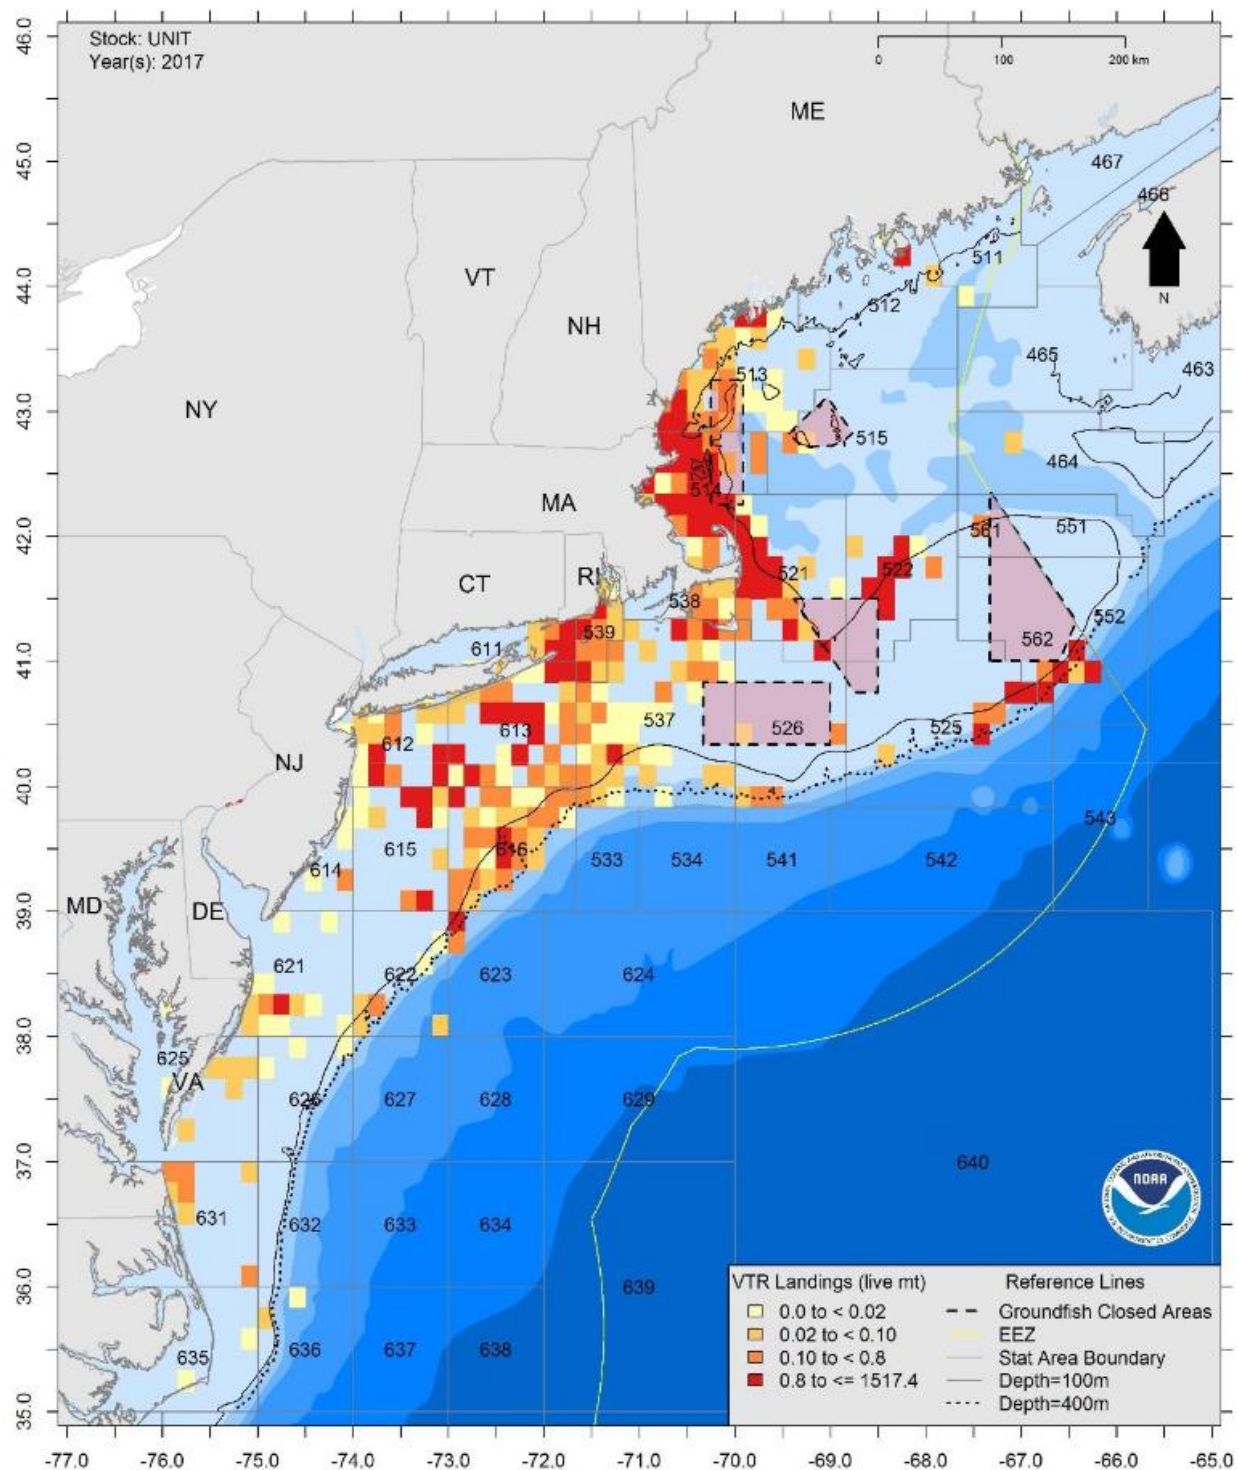 Stock: UNIT
Year(s): 2017
0 100 200 km
N
ME
VT
NH
NY
MA
CT
RI
NJ
MD
DE
VA
467
466
511
512
465
463
513
515
464
514
561
551
521
522
538
552
539
562
611
537
526
525
613
612
543
615
616
533
534
541
542
614
621
622
623
624
625
626
627
628
629
640
631
632
633
634
639
635
636
637
638
NOAA
VTR Landings (live mt)
0.0 to < 0.02
0.02 to < 0.10
0.10 to < 0.8
0.8 to <= 1517.4
Reference Lines
Groundfish Closed Areas
EEZ
Stat Area Boundary
Depth=100m
Depth=400m
46.0
45.0
44.0
43.0
42.0
41.0
40.0
39.0
38.0
37.0
36.0
35.0
-77.0 -76.0 -75.0 -74.0 -73.0 -72.0 -71.0 -70.0 -69.0 -68.0 -67.0 -66.0 -65.0